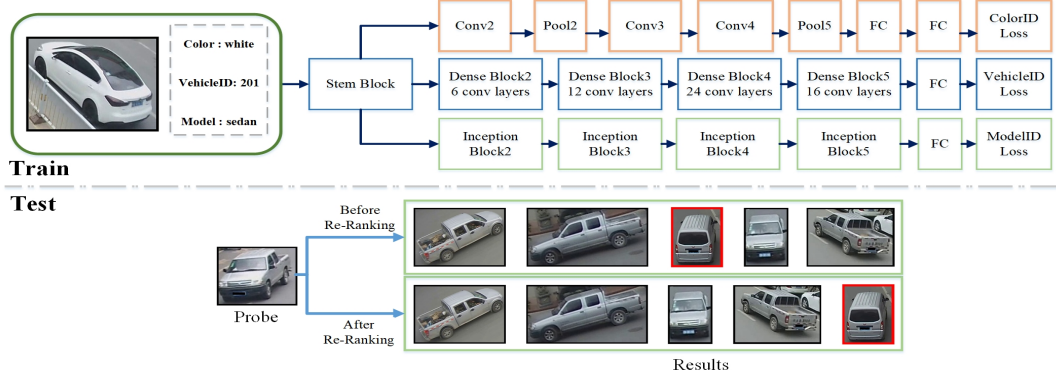 Color : white
VehicleID: 201
Model : sedan
Train
Stem Block
Conv2
Pool2
Conv3
Conv4
Pool5
FC
FC
ColorID
Loss
Dense Block2
6 conv layers
Dense Block3
12 conv layers
Dense Block4
24 conv layers
Dense Block5
16 conv layers
FC
VehicleID
Loss
Inception
Block2
Inception
Block3
Inception
Block4
Inception
Block5
FC
ModelID
Loss
Test
Probe
Before
Re-Ranking
After
Re-Ranking
Results